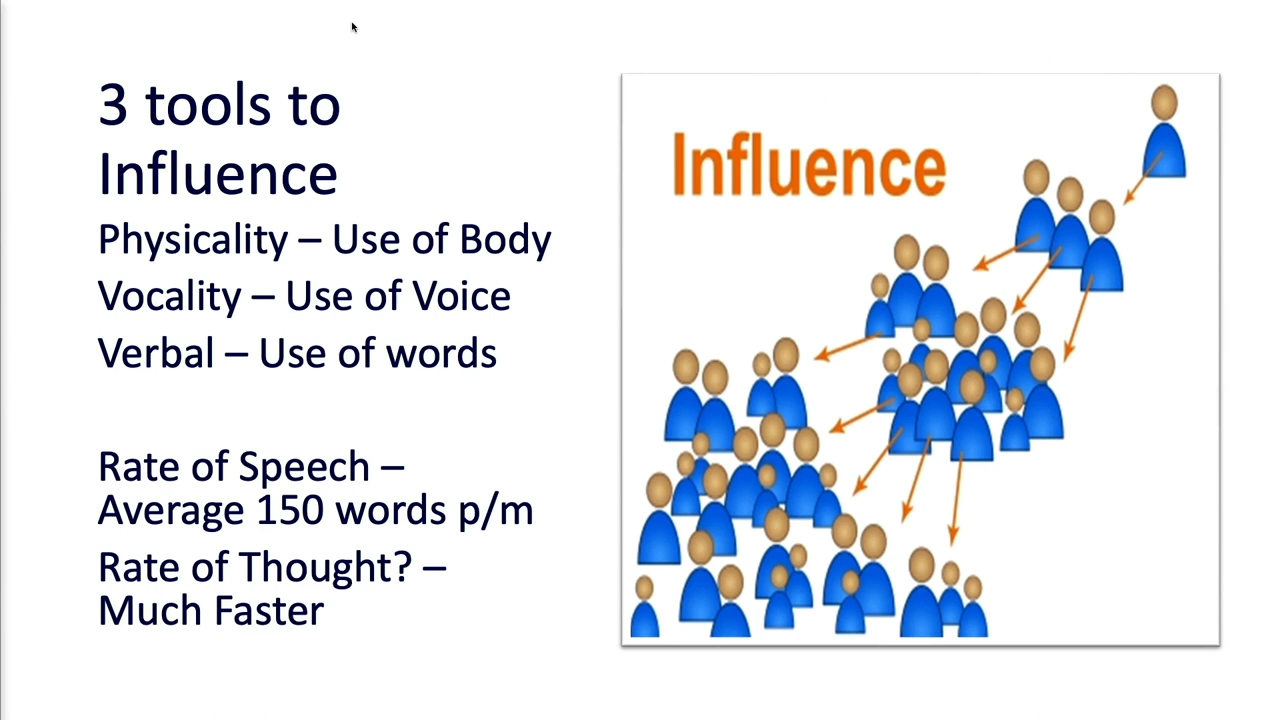 3 tools to
Influence
Physicality – Use of Body
Vocality – Use of Voice
Verbal – Use of words
Rate of Speech –
Average 150 words p/m
Rate of Thought? –
Much Faster
Influence